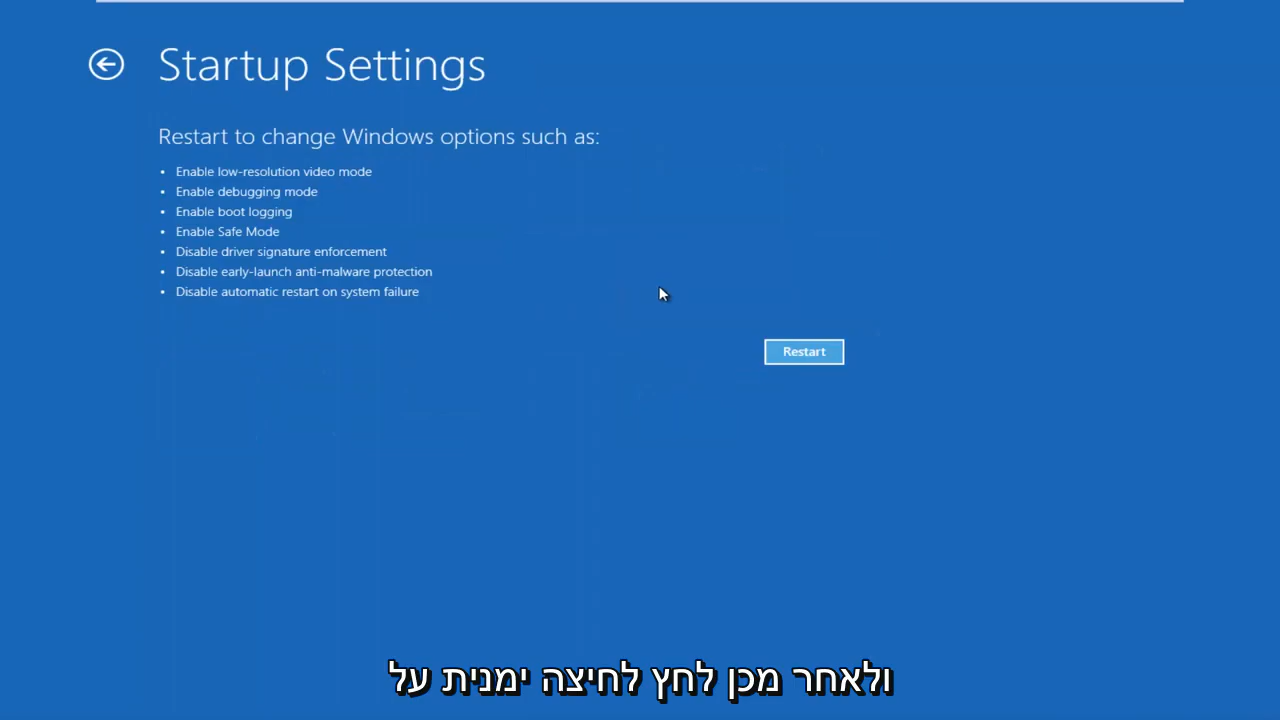 Startup Settings
Restart to change Windows options such as:
• Enable low-resolution video mode
• Enable debugging mode
• Enable boot logging
• Enable Safe Mode
• Disable driver signature enforcement
• Disable early-launch anti-malware protection
• Disable automatic restart on system failure
Restart
ולאחר מכן לחץ לחיצה ימנית על